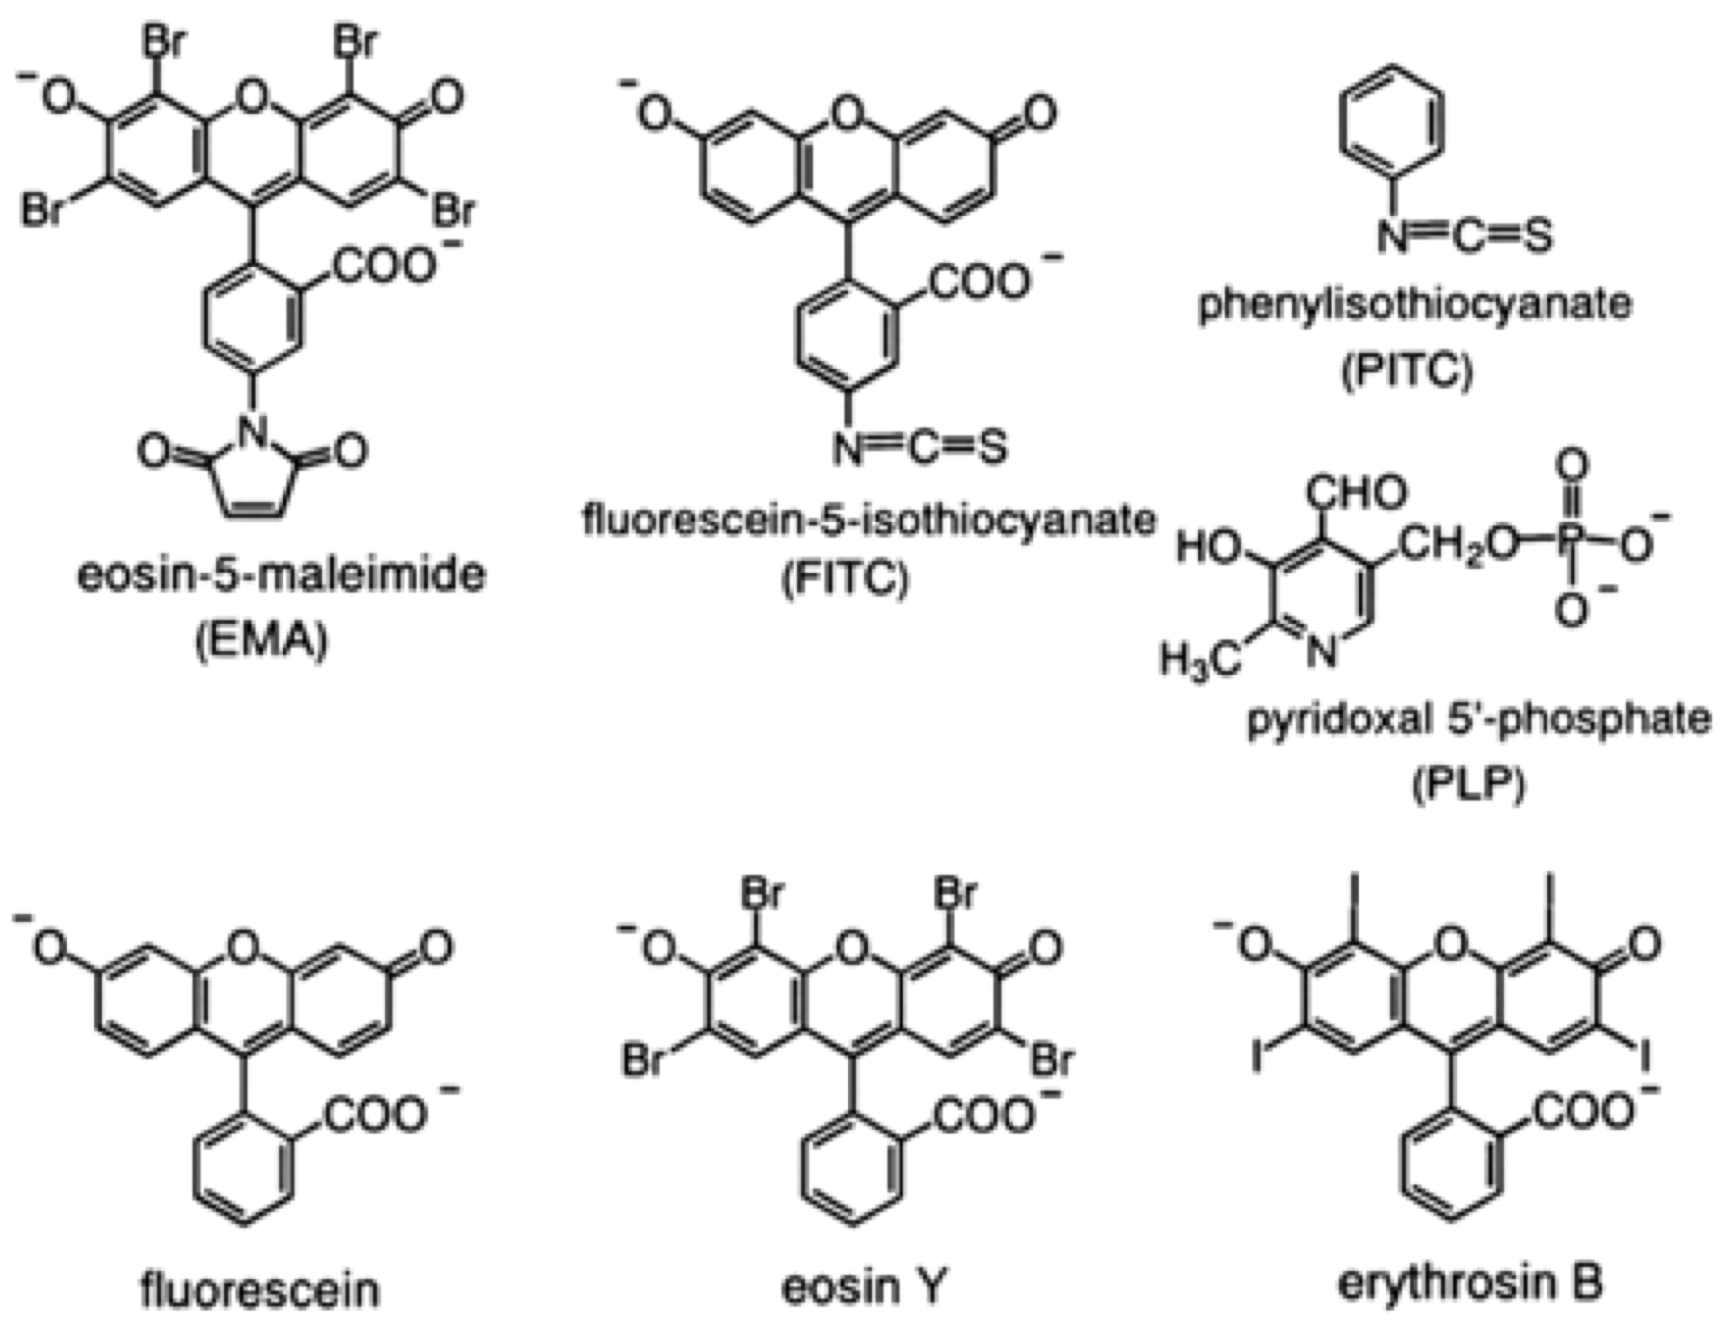 Br Br
⁻O O O
Br Br
COO⁻
N
O O
eosin-5-maleimide
(EMA)
⁻O O O
COO⁻
N=C=S
fluorescein-5-isothiocyanate
(FITC)
N=C=S
phenylisothiocyanate
(PITC)
O
CHO
HO CH₂O-P-O⁻
O⁻
H₃C N
pyridoxal 5'-phosphate
(PLP)
⁻O O O
COO⁻
fluorescein
Br Br
⁻O O O
Br Br
COO⁻
eosin Y
I I
⁻O O O
I I
COO⁻
erythrosin B